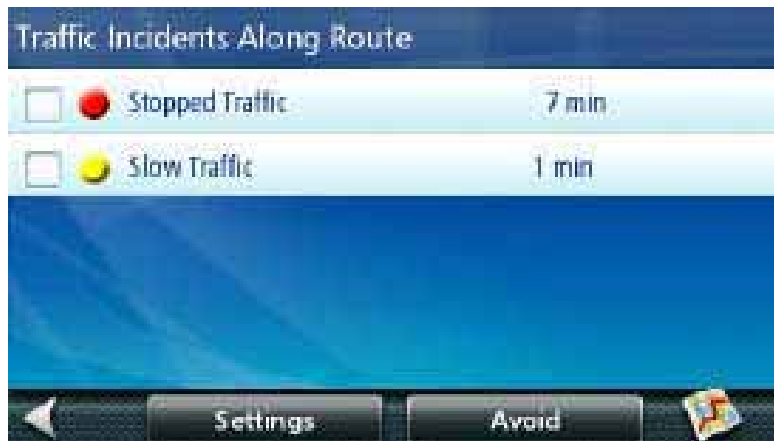 Traffic Incidents Along Route
Stopped Traffic 7 min
Slow Traffic 1 min
Settings Avoid